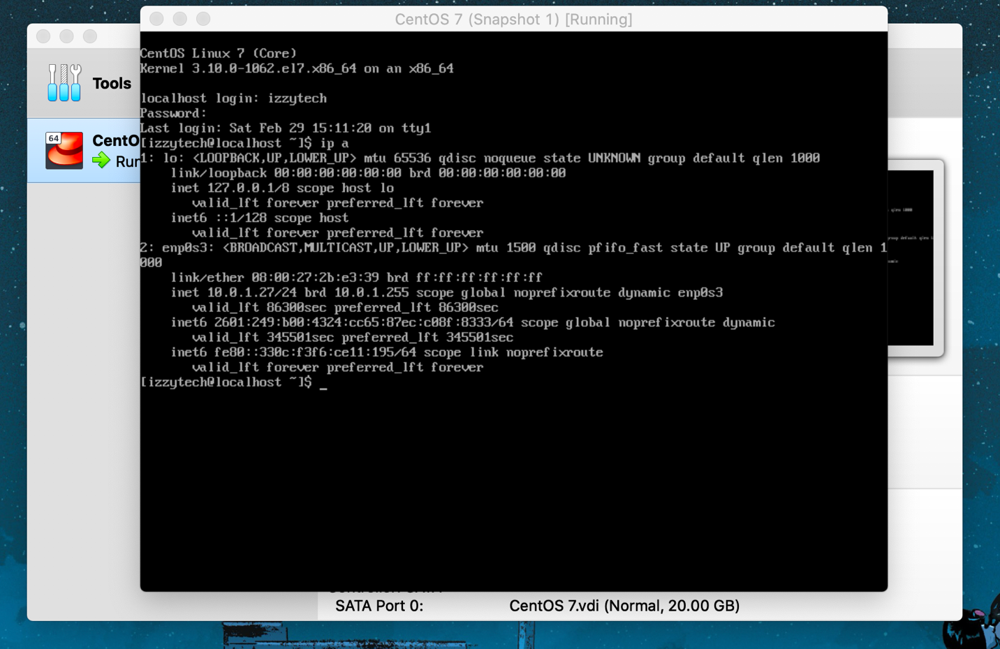 CentOS 7 (Snapshot 1) [Running]
Tools
64
CentO
Rur
CentOS Linux 7 (Core)
Kernel 3.10.0-1062.el7.x86_64 on an x86_64
localhost login: izzytech
Password:
Last login: Sat Feb 29 15:11:20 on tty1
[izzytech@localhost ~]$ ip a
1: lo: <LOOPBACK,UP,LOWER_UP> mtu 65536 qdisc noqueue state UNKNOWN group default qlen 1000
link/loopback 00:00:00:00:00:00 brd 00:00:00:00:00:00
inet 127.0.0.1/8 scope host lo
valid_lft forever preferred_lft forever
inet6 ::1/128 scope host
valid_lft forever preferred_lft forever
2: enp0s3: <BROADCAST,MULTICAST,UP,LOWER_UP> mtu 1500 qdisc pfifo_fast state UP group default qlen 1
000
link/ether 08:00:27:2b:e3:39 brd ff:ff:ff:ff:ff:ff
inet 10.0.1.27/24 brd 10.0.1.255 scope global noprefixroute dynamic enp0s3
valid_lft 86300sec preferred_lft 86300sec
inet6 2601:249:b00:4324:cc65:87ec:c08f:8333/64 scope global noprefixroute dynamic
valid_lft 345501sec preferred_lft 345501sec
inet6 fe80::330c:f3f6:ce11:195/64 scope link noprefixroute
valid_lft forever preferred_lft forever
[izzytech@localhost ~]$ _
SATA Port 0: CentOS 7.vdi (Normal, 20.00 GB)